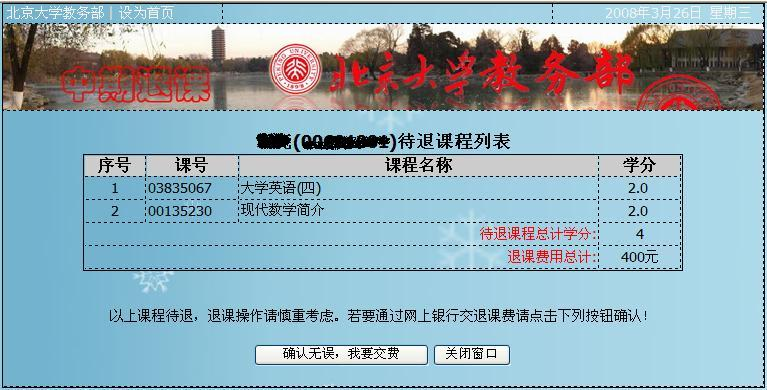 北京大学教务部 | 设为首页 2008年3月26日 星期三
中期退课 北京大学教务部
)待退课程列表
序号 课号 课程名称 学分
1 03835067 大学英语(四) 2.0
2 00135230 现代数学简介 2.0
待退课程总计学分: 4
退课费用总计: 400元
以上课程待退，退课操作请慎重考虑。若要通过网上银行交退课费请点击下列按钮确认！
确认无误，我要交费 关闭窗口